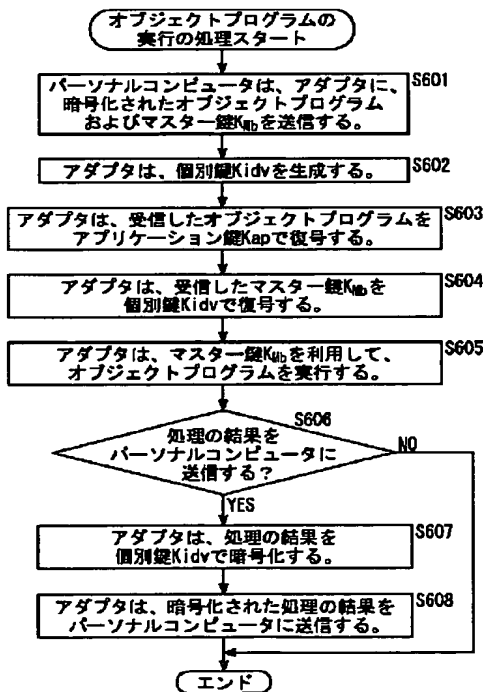 オブジェクトプログラムの
実行の処理スタート
S601
パーソナルコンピュータは、アダプタに、
暗号化されたオブジェクトプログラム
およびマスター鍵KMbを送信する。
S602
アダプタは、個別鍵Kidvを生成する。
S603
アダプタは、受信したオブジェクトプログラムを
アプリケーション鍵Kapで復号する。
S604
アダプタは、受信したマスター鍵KMbを
個別鍵Kidvで復号する。
S605
アダプタは、マスター鍵KMbを利用して、
オブジェクトプログラムを実行する。
S606
処理の結果を
パーソナルコンピュータに
送信する?
NO
YES
S607
アダプタは、処理の結果を
個別鍵Kidvで暗号化する。
S608
アダプタは、暗号化された処理の結果を
パーソナルコンピュータに送信する。
エンド